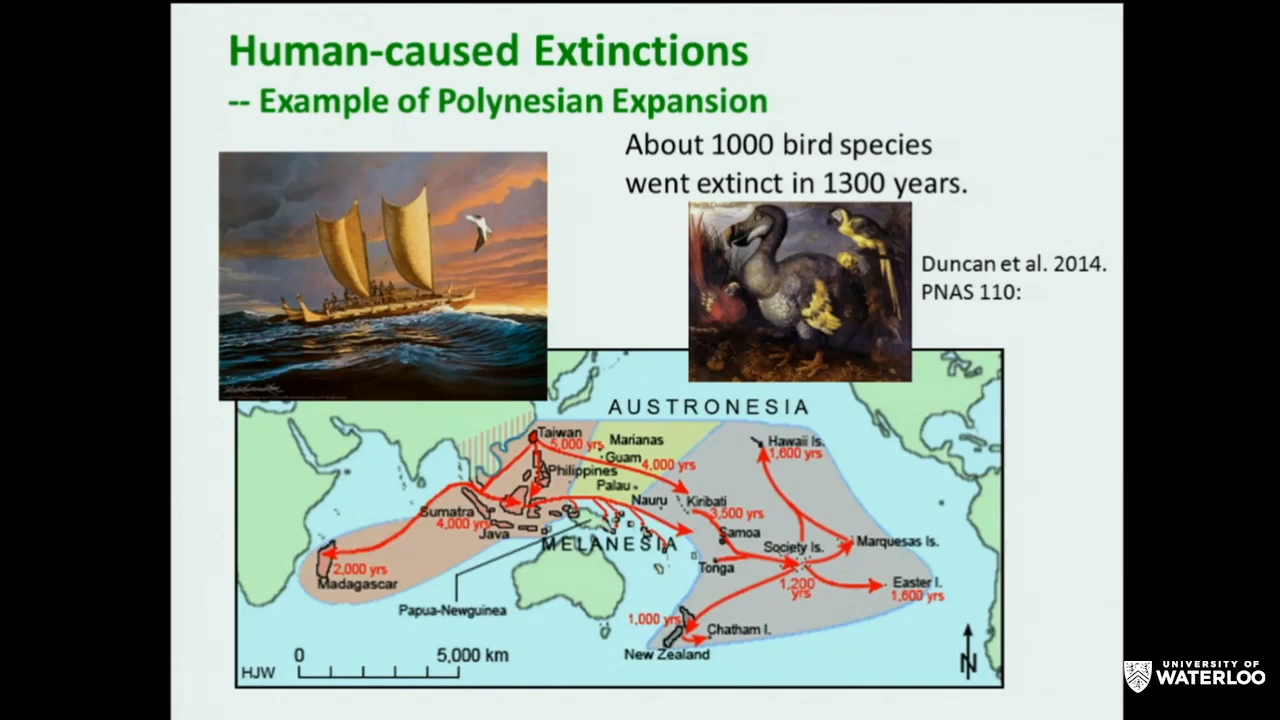 Human-caused Extinctions
-- Example of Polynesian Expansion
About 1000 bird species
went extinct in 1300 years.
Duncan et al. 2014.
PNAS 110:
AUSTRONESIA
Taiwan
5,000 yrs
Marianas
Guam
4,000 yrs
Hawaii Is.
1,600 yrs
Philippines
Palau
Nauru
Kiribati
3,500 yrs
Sumatra
4,000 yrs
Java
MELANESIA
Samoa
Society Is.
Marquesas Is.
Tonga
2,000 yrs
Madagascar
1,200
yrs
Easter I.
1,600 yrs
Papua-Newguinea
1,000 yrs
Chatham I.
New Zealand
0 5,000 km
HJW
N
UNIVERSITY OF
WATERLOO